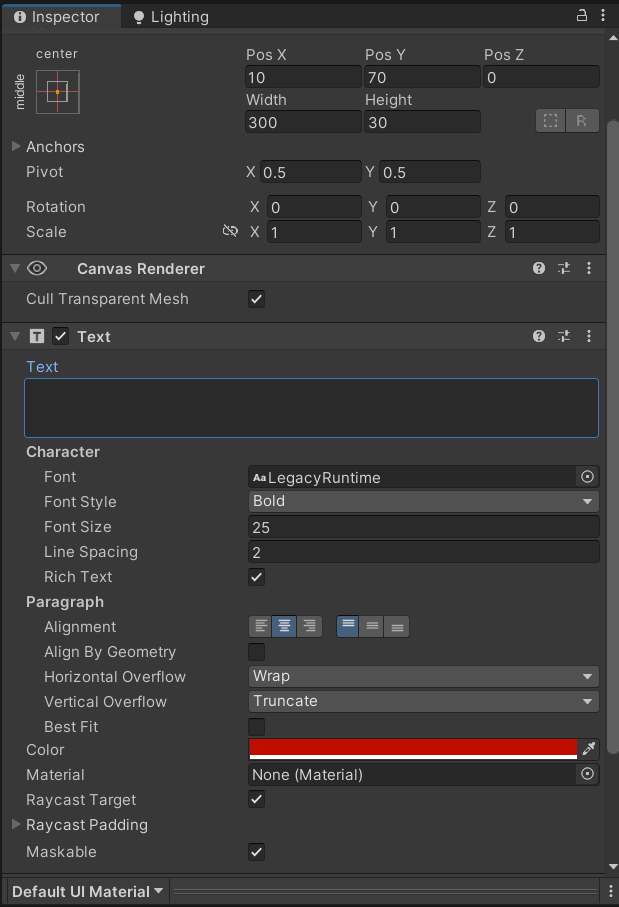 Inspector Lighting
center
middle
Pos X Pos Y Pos Z
10 70 0
Width Height
300 30
R
Anchors
Pivot X 0.5 Y 0.5
Rotation X 0 Y 0 Z 0
Scale X 1 Y 1 Z 1
Canvas Renderer
Cull Transparent Mesh
T Text
Text
Character
Font Aa LegacyRuntime
Font Style Bold
Font Size 25
Line Spacing 2
Rich Text
Paragraph
Alignment
Align By Geometry
Horizontal Overflow Wrap
Vertical Overflow Truncate
Best Fit
Color
Material None (Material)
Raycast Target
Raycast Padding
Maskable
Default UI Material